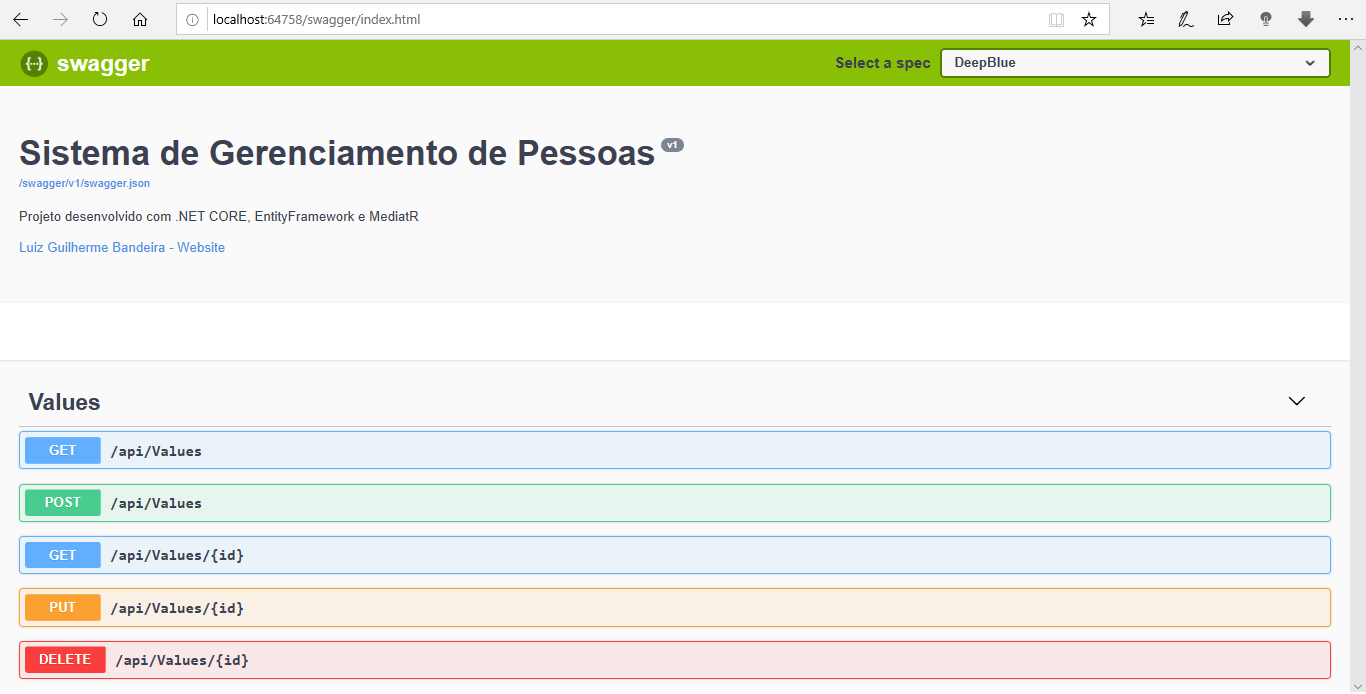 localhost:64758/swagger/index.html
{···} swagger
Select a spec
DeepBlue
Sistema de Gerenciamento de Pessoas v1
/swagger/v1/swagger.json
Projeto desenvolvido com .NET CORE, EntityFramework e MediatR
Luiz Guilherme Bandeira - Website
Values
GET /api/Values
POST /api/Values
GET /api/Values/{id}
PUT /api/Values/{id}
DELETE /api/Values/{id}